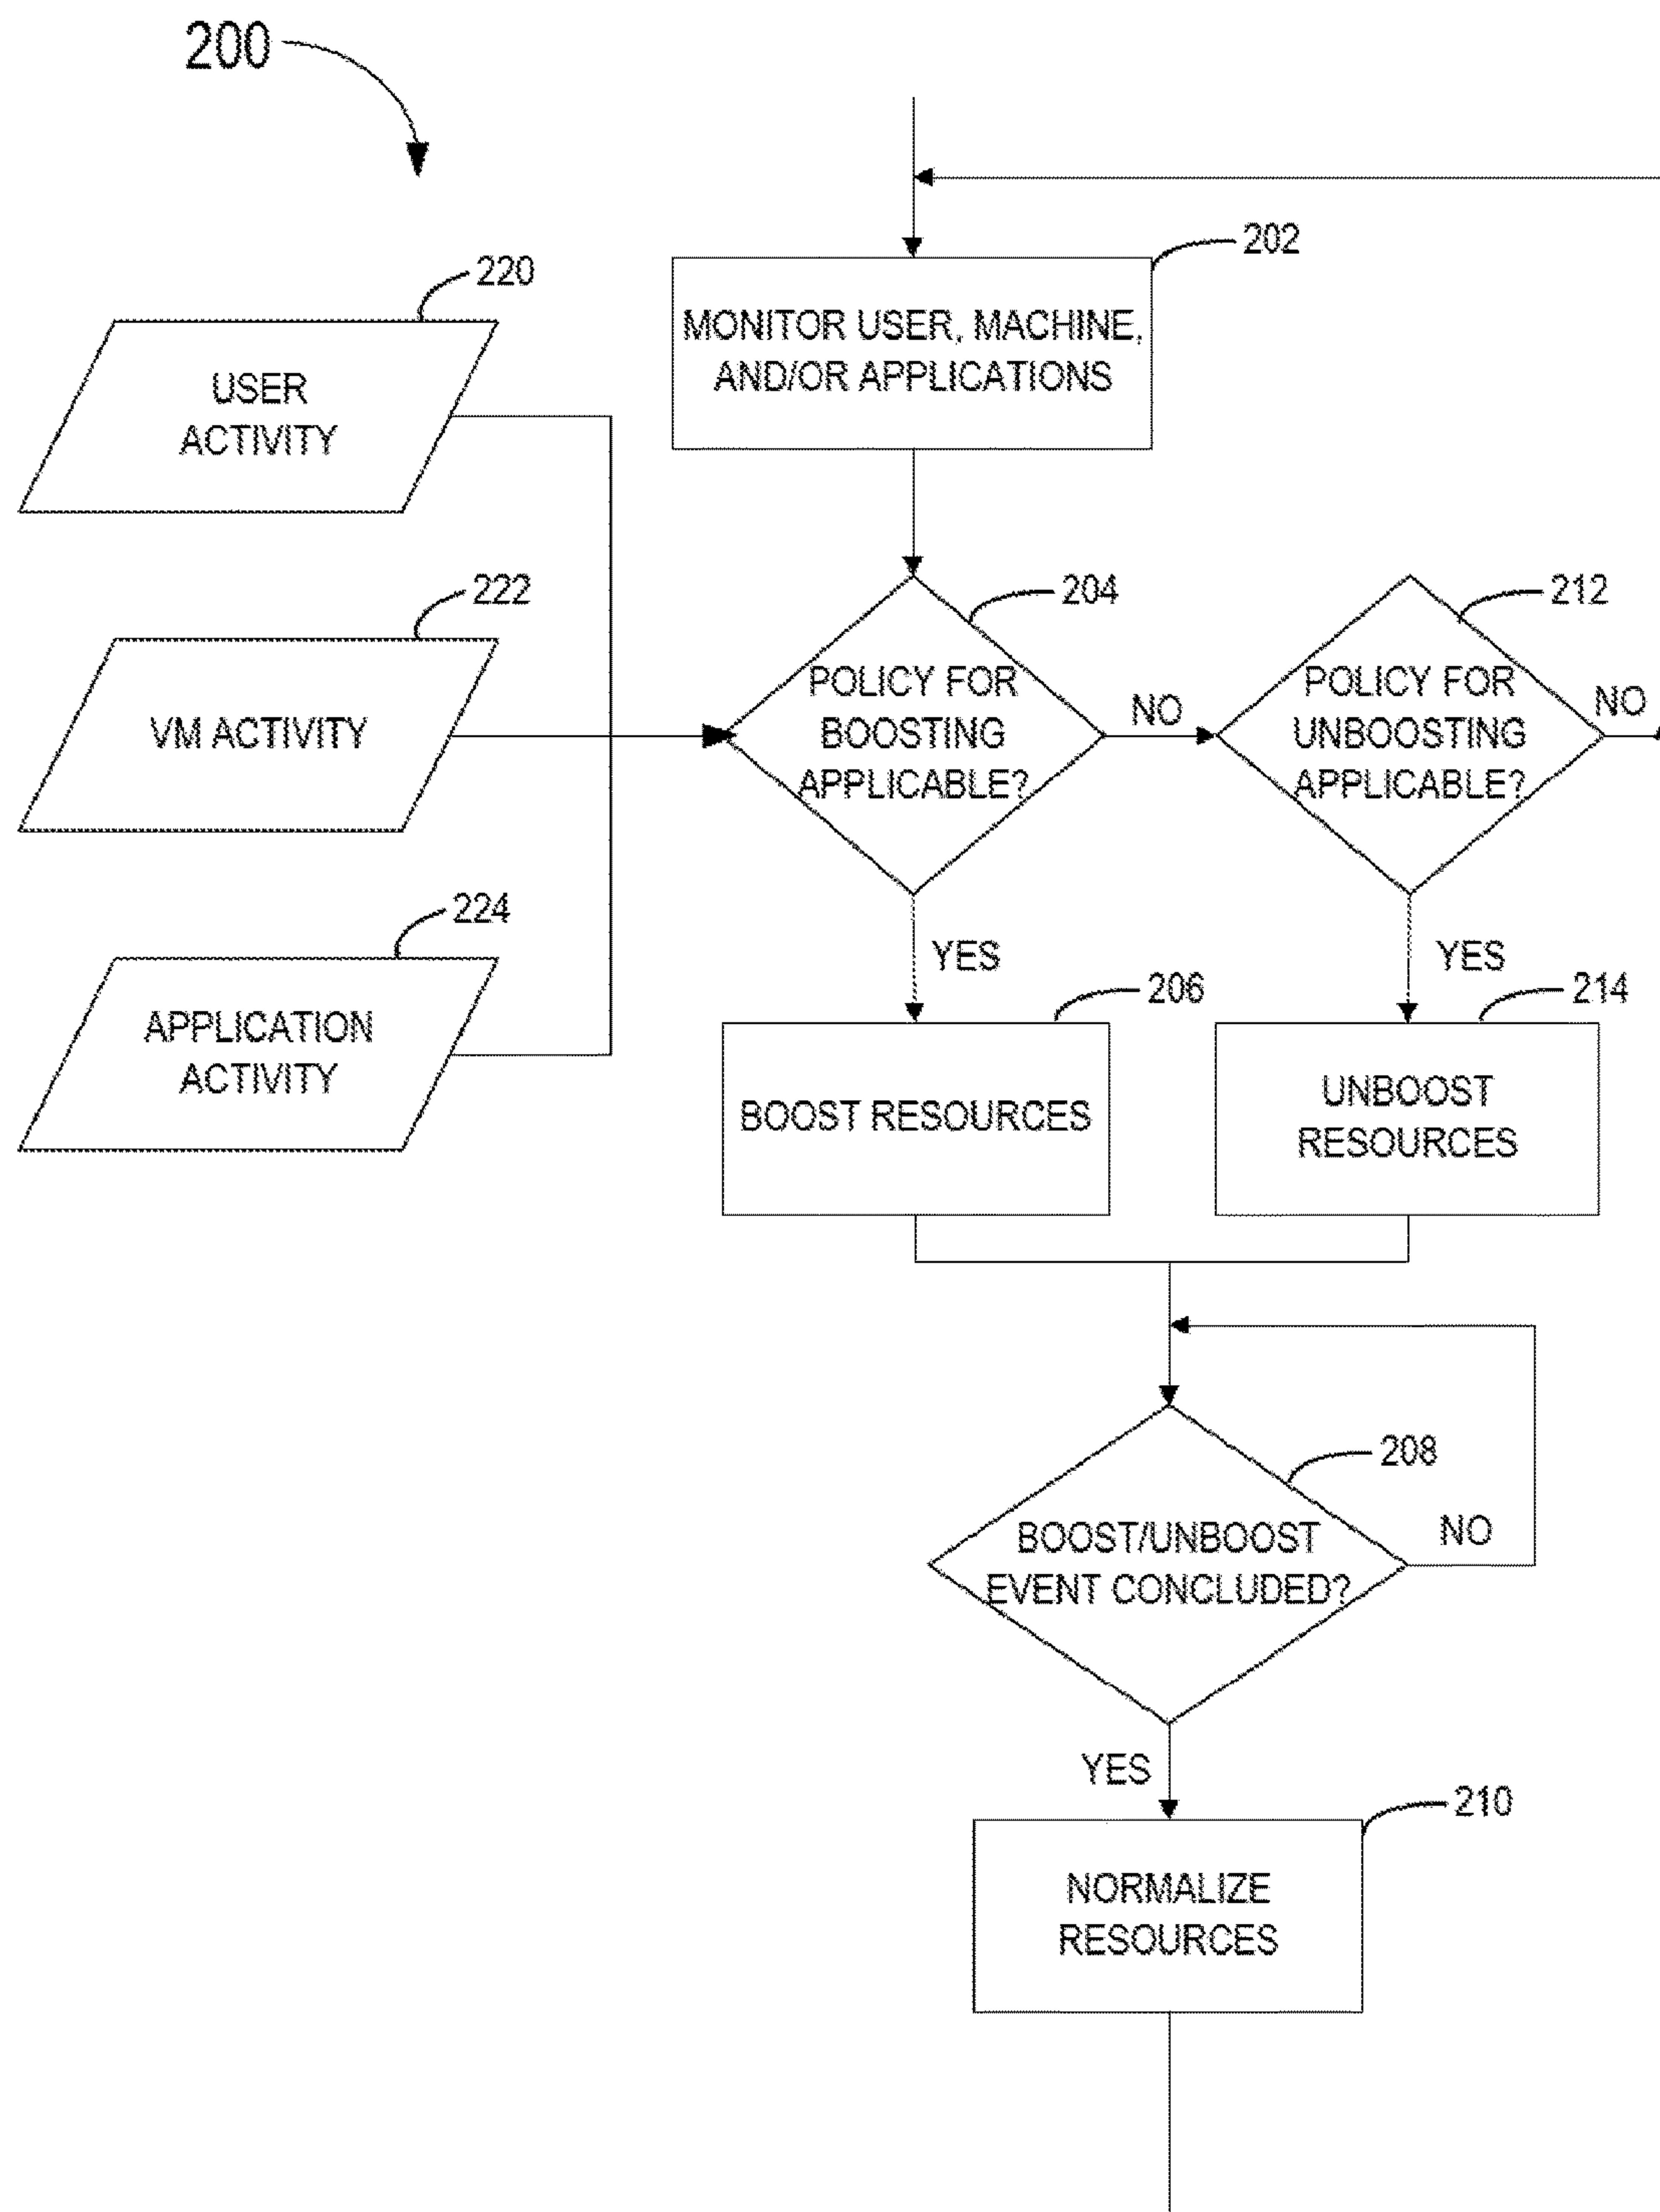 200
202
MONITOR USER, MACHINE,
AND/OR APPLICATIONS
220
USER
ACTIVITY
222
VM ACTIVITY
224
APPLICATION
ACTIVITY
204
POLICY FOR
BOOSTING
APPLICABLE?
NO
212
POLICY FOR
UNBOOSTING
APPLICABLE?
NO
YES
YES
206
BOOST RESOURCES
214
UNBOOST
RESOURCES
208
BOOST/UNBOOST
EVENT CONCLUDED?
NO
YES
210
NORMALIZE
RESOURCES